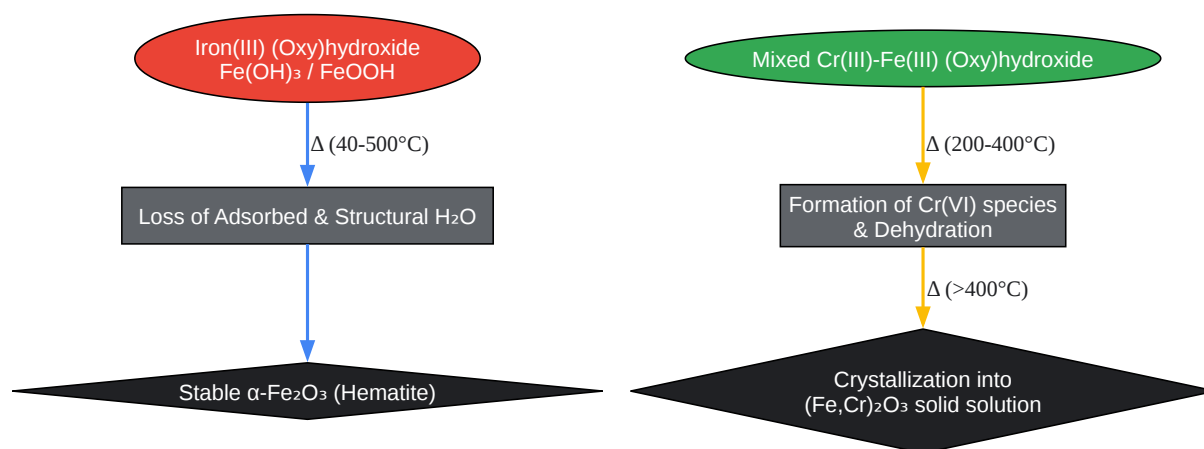 Iron(III) (Oxy)hydroxide
Fe(OH)₃ / FeOOH
Δ (40-500°C)
Loss of Adsorbed & Structural H₂O
Stable α-Fe₂O₃ (Hematite)
Mixed Cr(III)-Fe(III) (Oxy)hydroxide
Δ (200-400°C)
Formation of Cr(VI) species
& Dehydration
Δ (>400°C)
Crystallization into
(Fe,Cr)₂O₃ solid solution